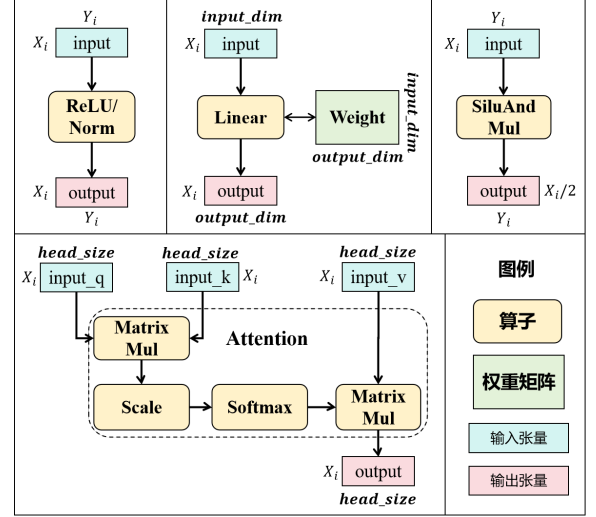 Y_i
X_i input
ReLU/
Norm
X_i output
Y_i
input_dim
X_i input
Linear
Weight
input_dim
output_dim
X_i output
output_dim
Y_i
X_i input
SiluAnd
Mul
output X_i/2
Y_i
head_size
X_i input_q
head_size
input_k X_i
head_size
X_i input_v
Matrix
Mul
Attention
Scale
Softmax
Matrix
Mul
X_i output
head_size
图例
算子
权重矩阵
输入张量
输出张量